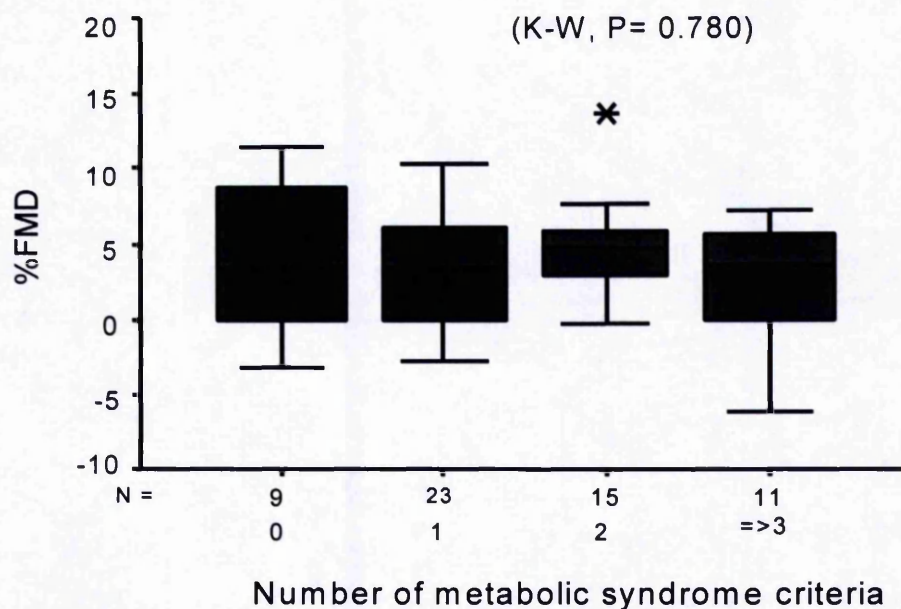 (K-W, P= 0.780)
20
15
10
5
0
-5
-10
%FMD
N = 9 23 15 11
0 1 2 =>3
Number of metabolic syndrome criteria